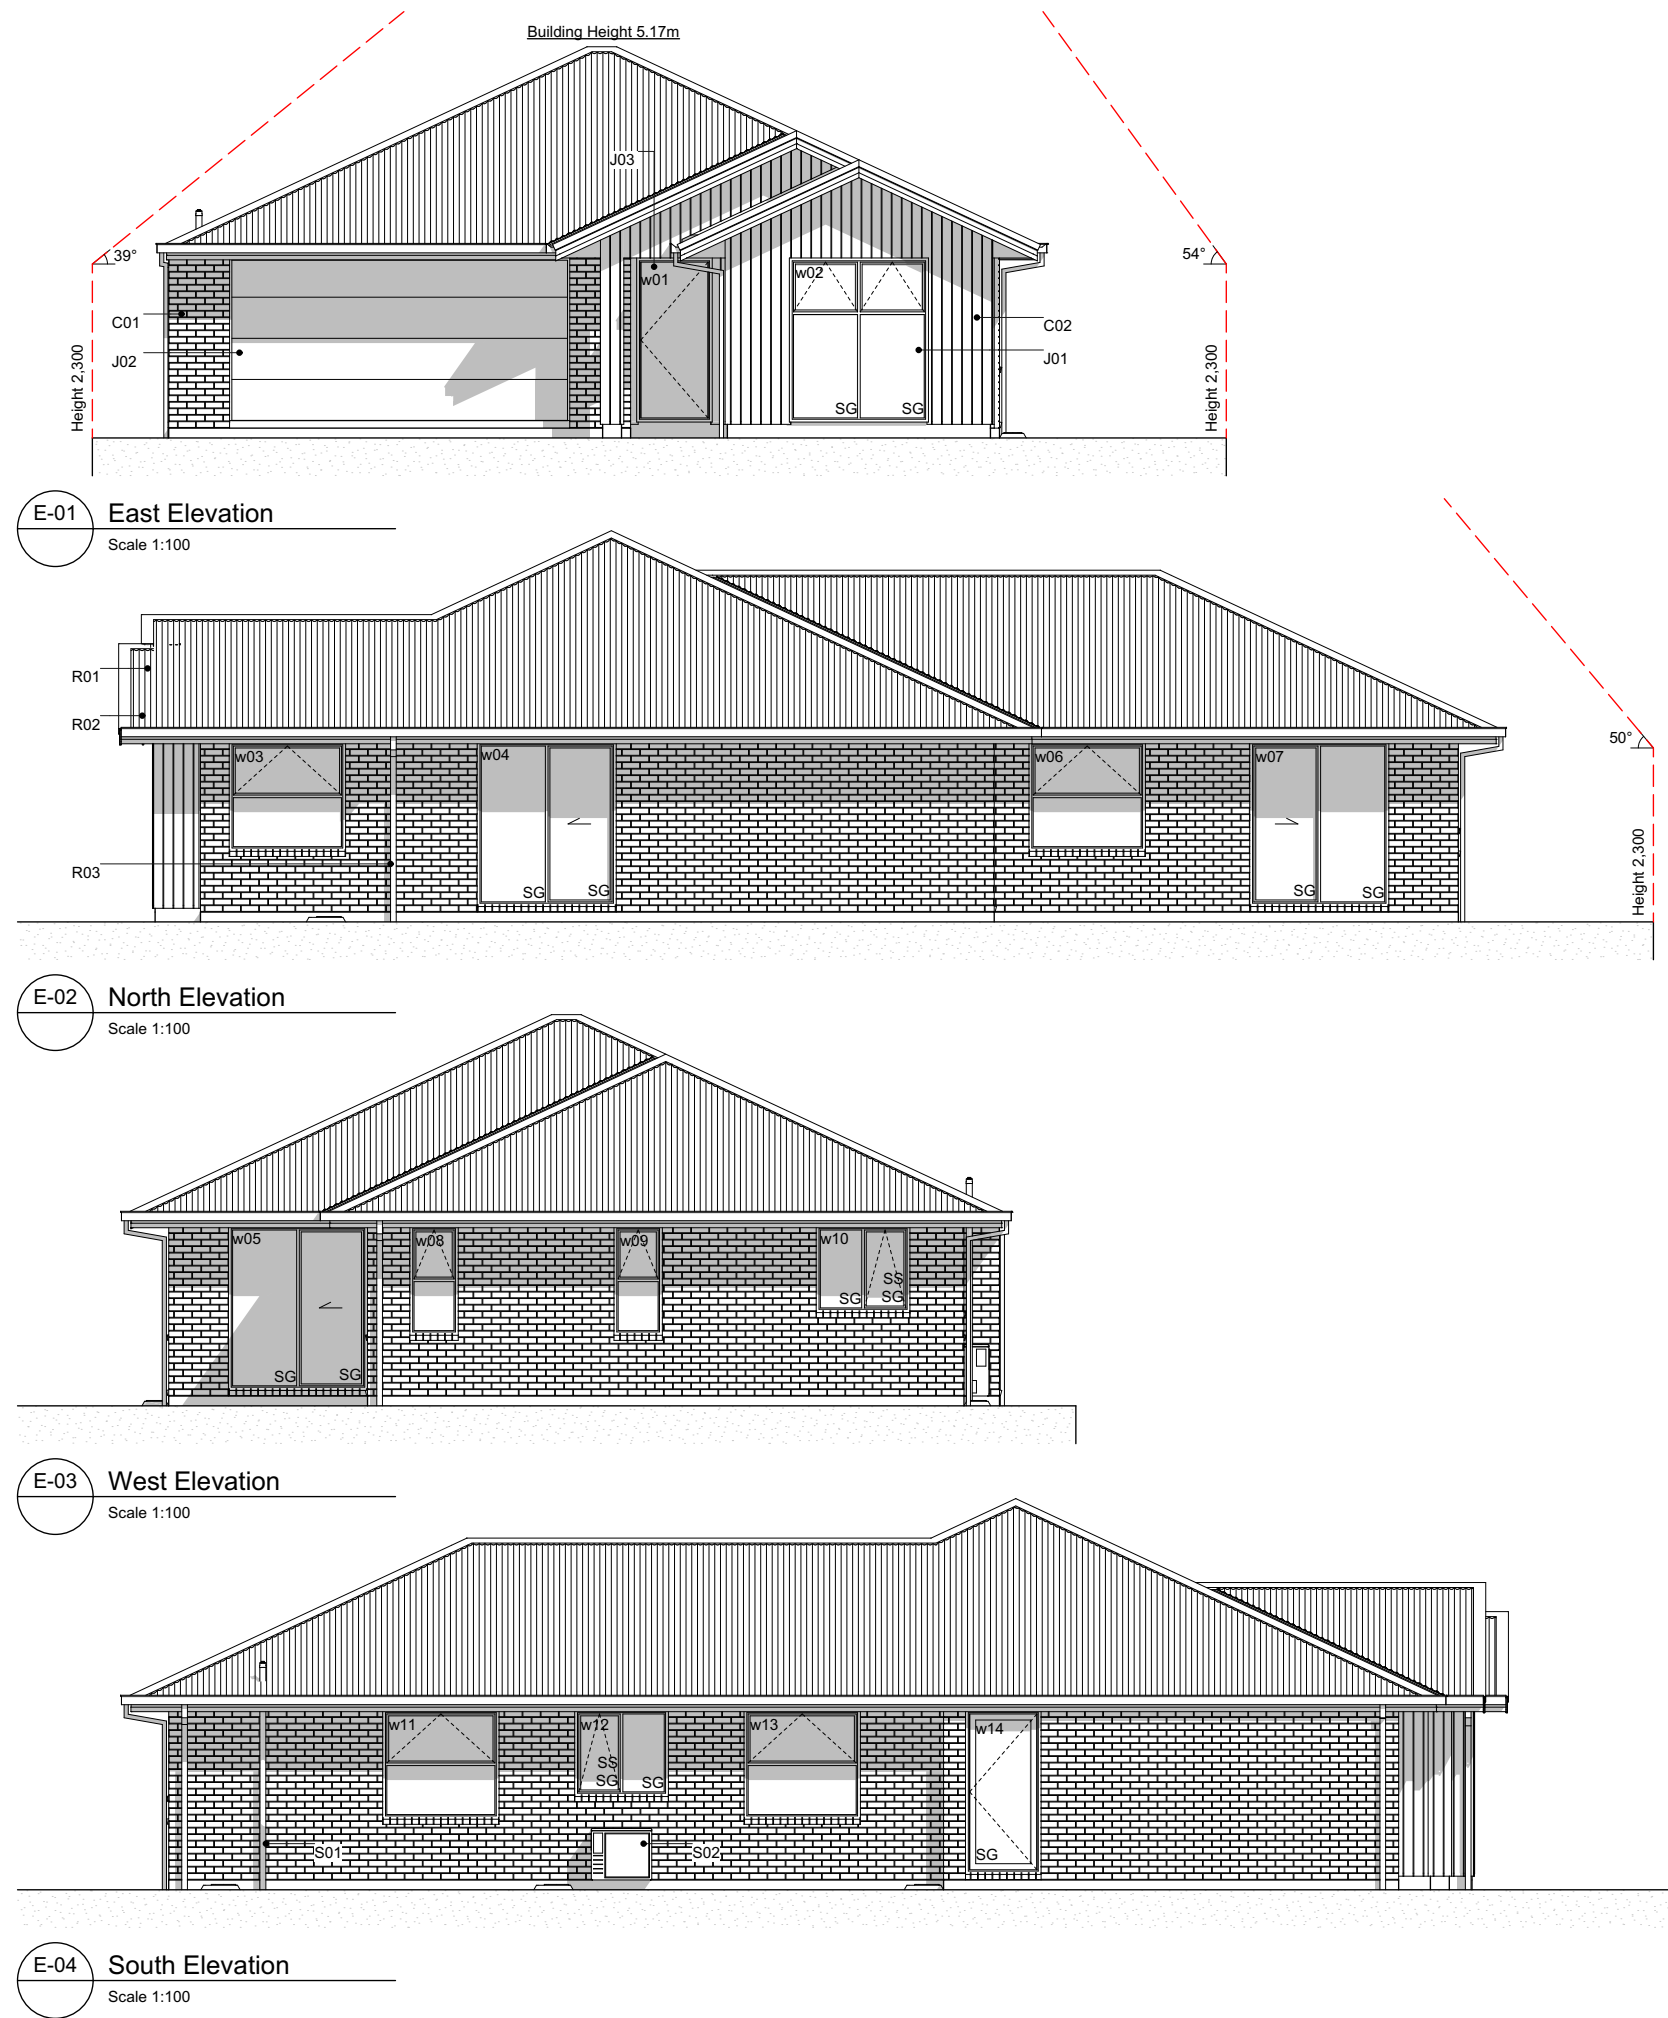 Building Height 5.17m
J03
39°
54°
w01
w02
C01
C02
J02
J01
Height 2,300
Height 2,300
SG
SG
E-01
East Elevation
Scale 1:100
R01
R02
50°
w03
w04
w06
w07
R03
Height 2,300
SG
SG
SG
SG
E-02
North Elevation
Scale 1:100
w05
w08
w09
w10
SS
SG
SG
SG
SG
E-03
West Elevation
Scale 1:100
w11
w12
w13
w14
SS
SG
SG
S01
S02
SG
E-04
South Elevation
Scale 1:100